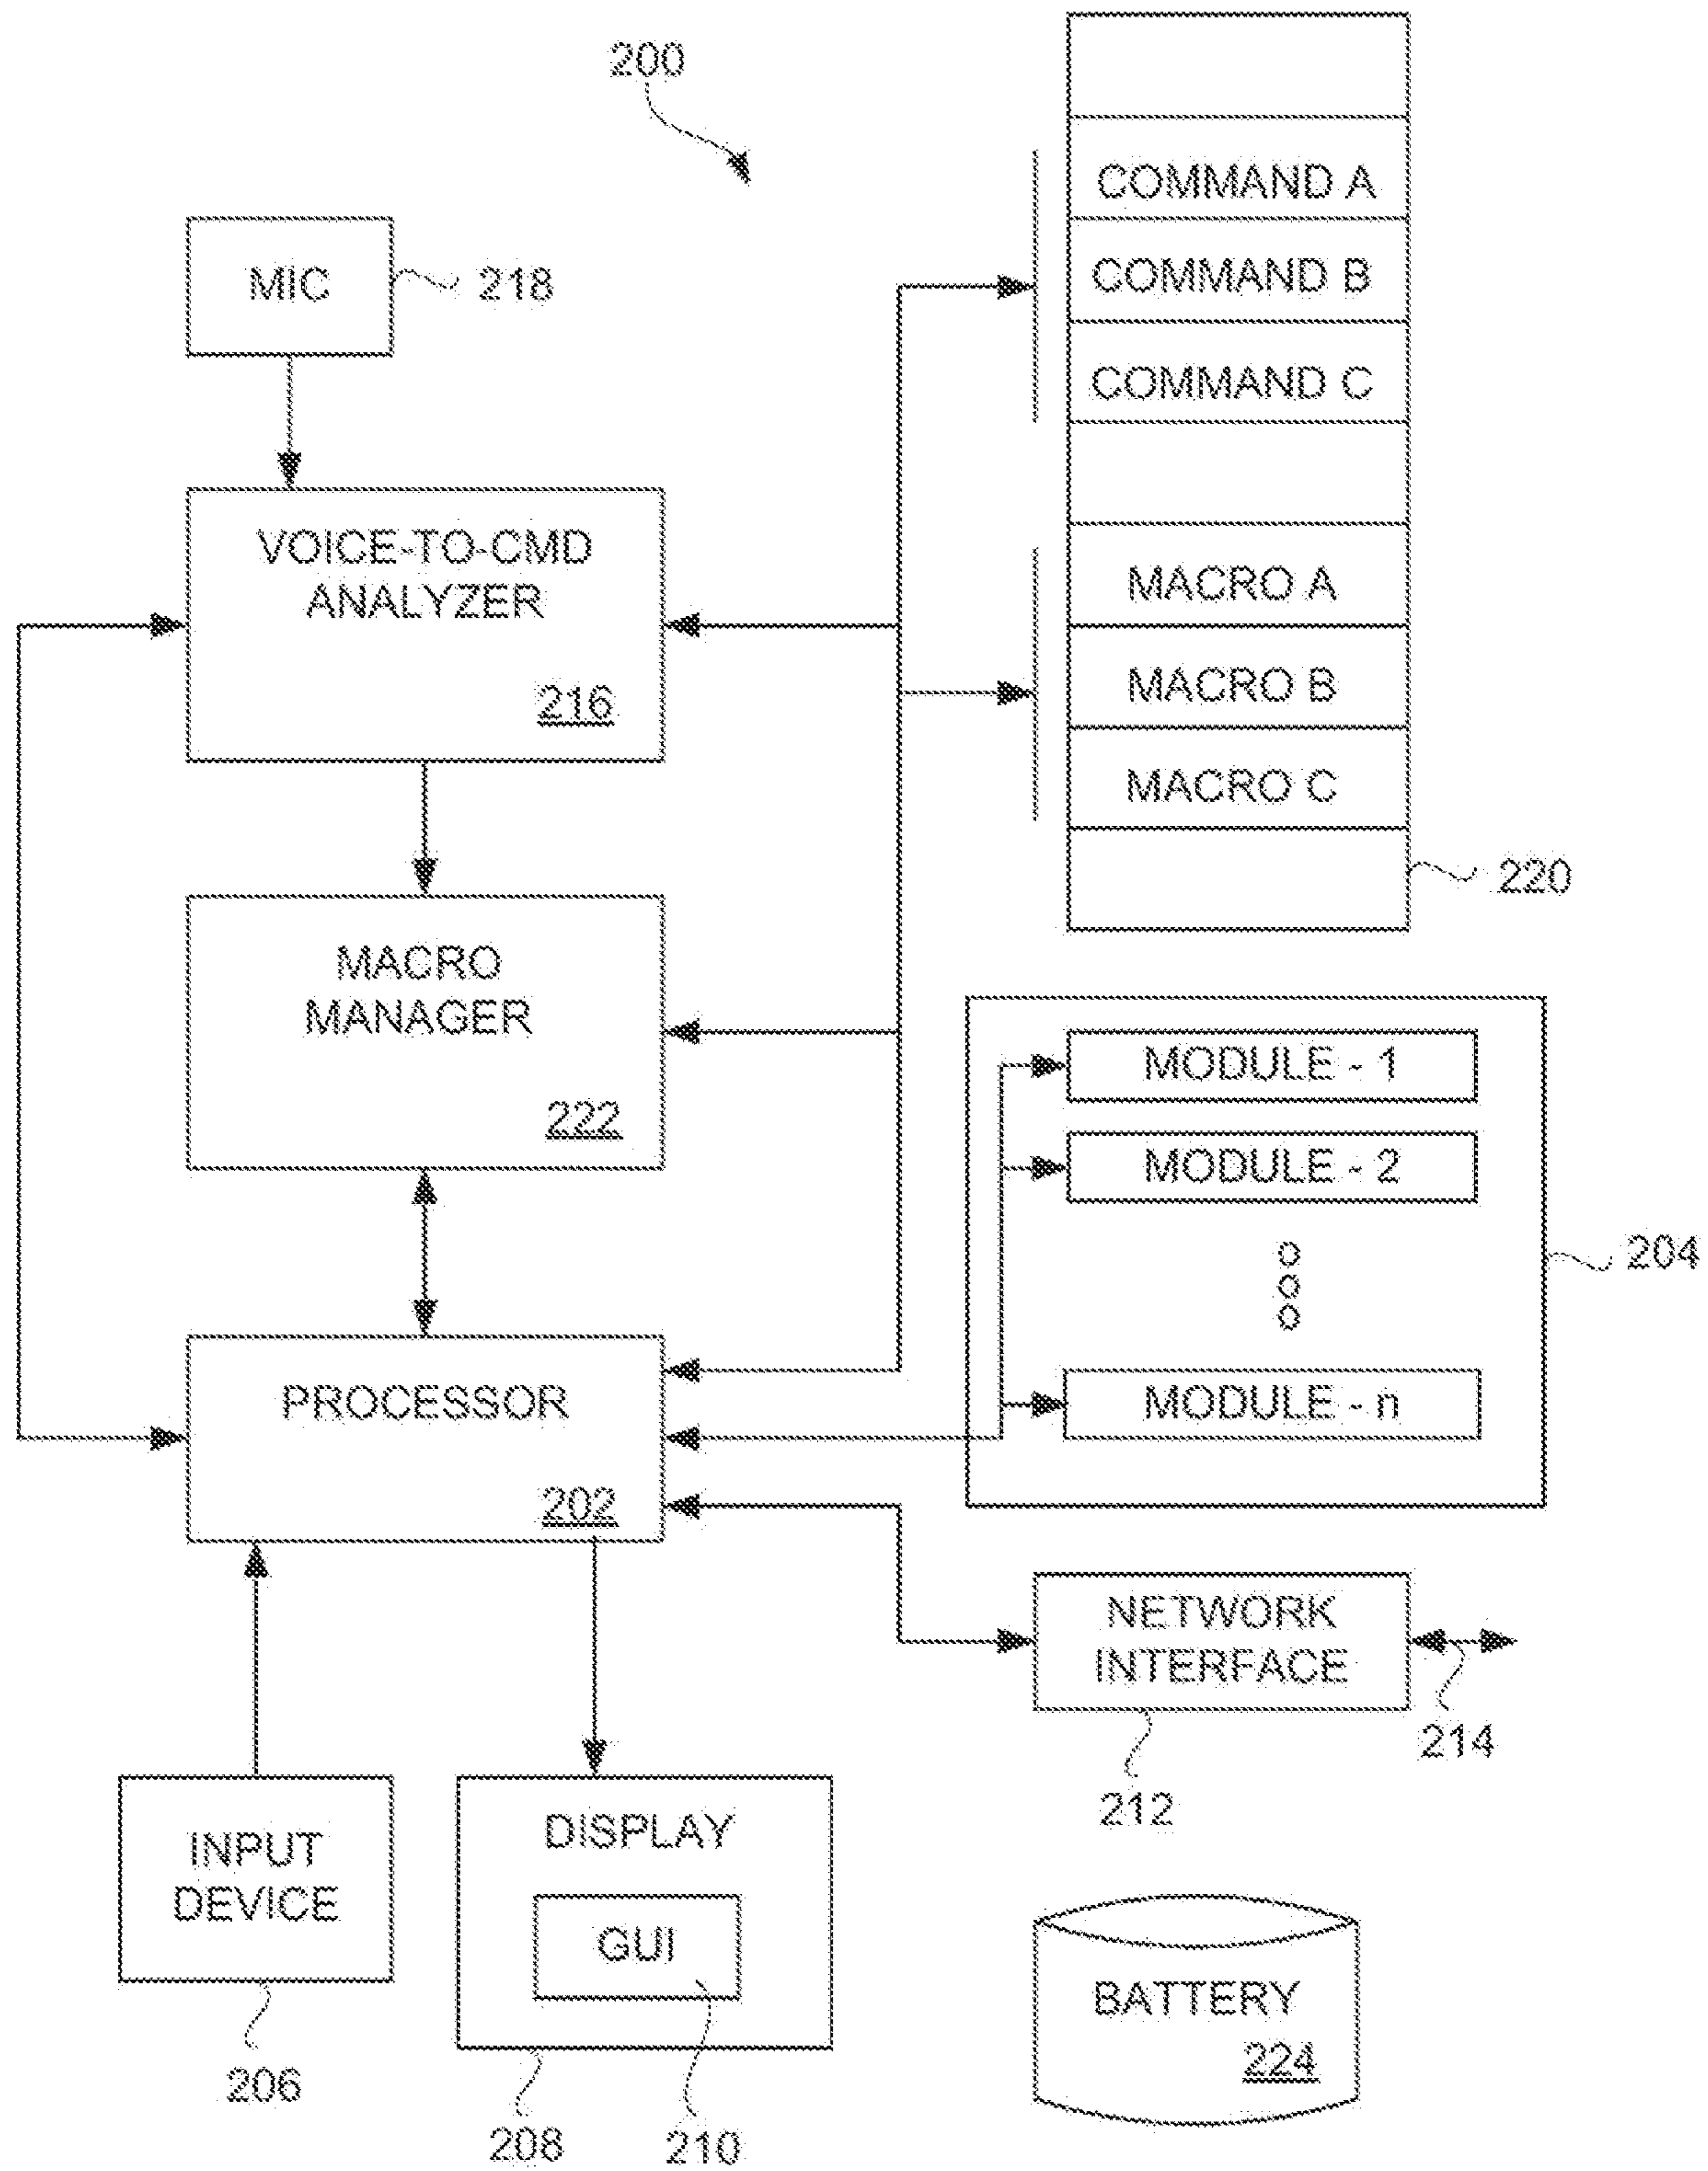 200
MIC
218
COMMAND A
COMMAND B
COMMAND C
VOICE-TO-CMD
ANALYZER
216
MACRO A
MACRO B
MACRO C
220
MACRO
MANAGER
222
MODULE - 1
MODULE - 2
MODULE - n
204
PROCESSOR
202
NETWORK
INTERFACE
214
212
INPUT
DEVICE
206
DISPLAY
GUI
208
210
BATTERY
224